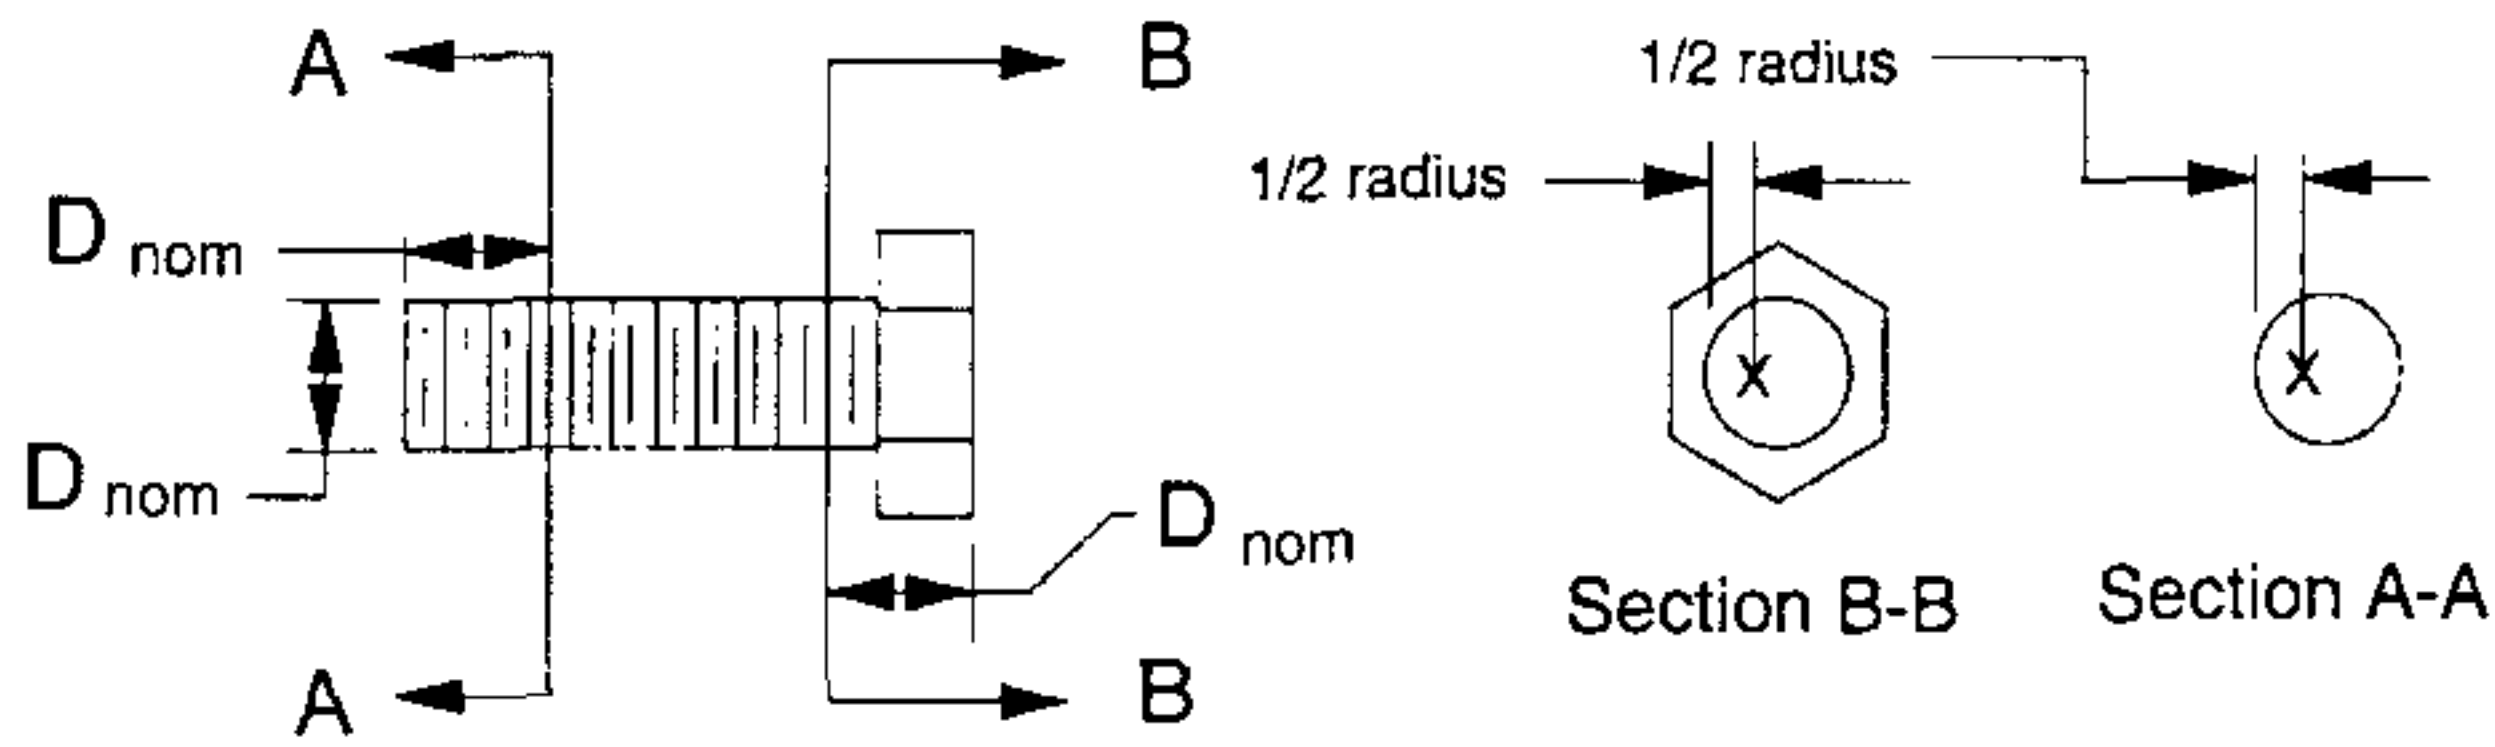 A
B
1/2 radius
1/2 radius
D nom
D nom
D nom
X
X
Section B-B
Section A-A
A
B